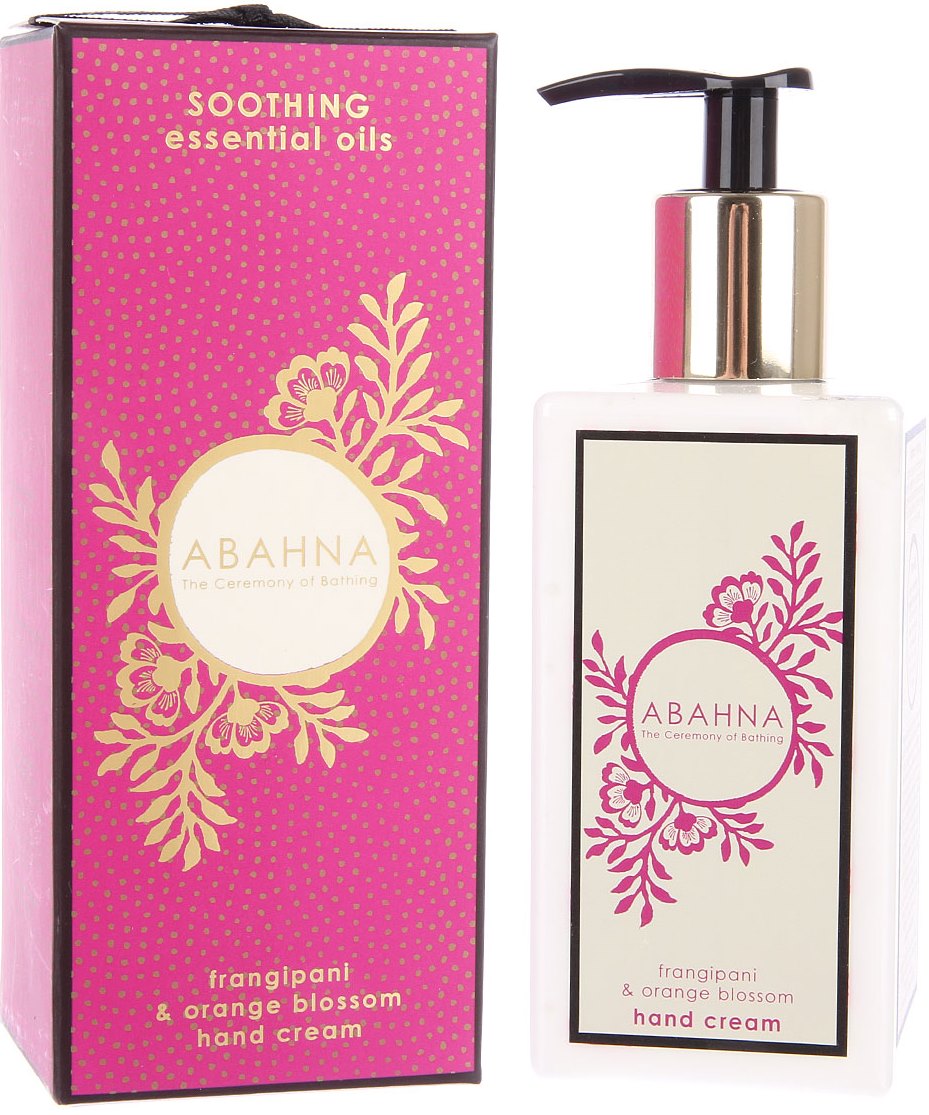 SOOTHING
essential oils
ABAHNA
The Ceremony of Bathing
frangipani
& orange blossom
hand cream
ABAHNA
The Ceremony of Bathing
frangipani
& orange blossom
hand cream